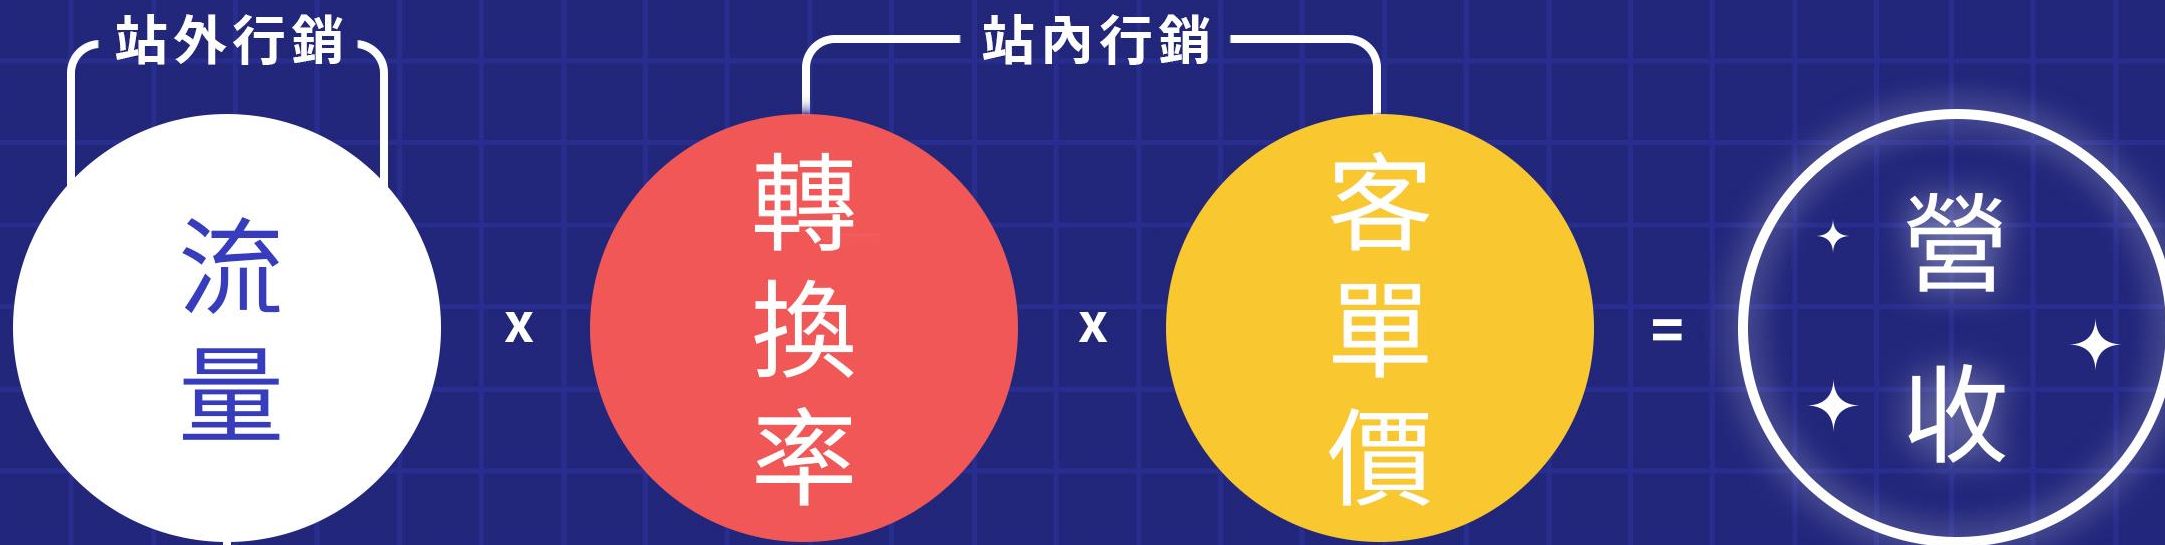 站外行銷
站內行銷
流量
x
轉換率
x
客單價
=
營收